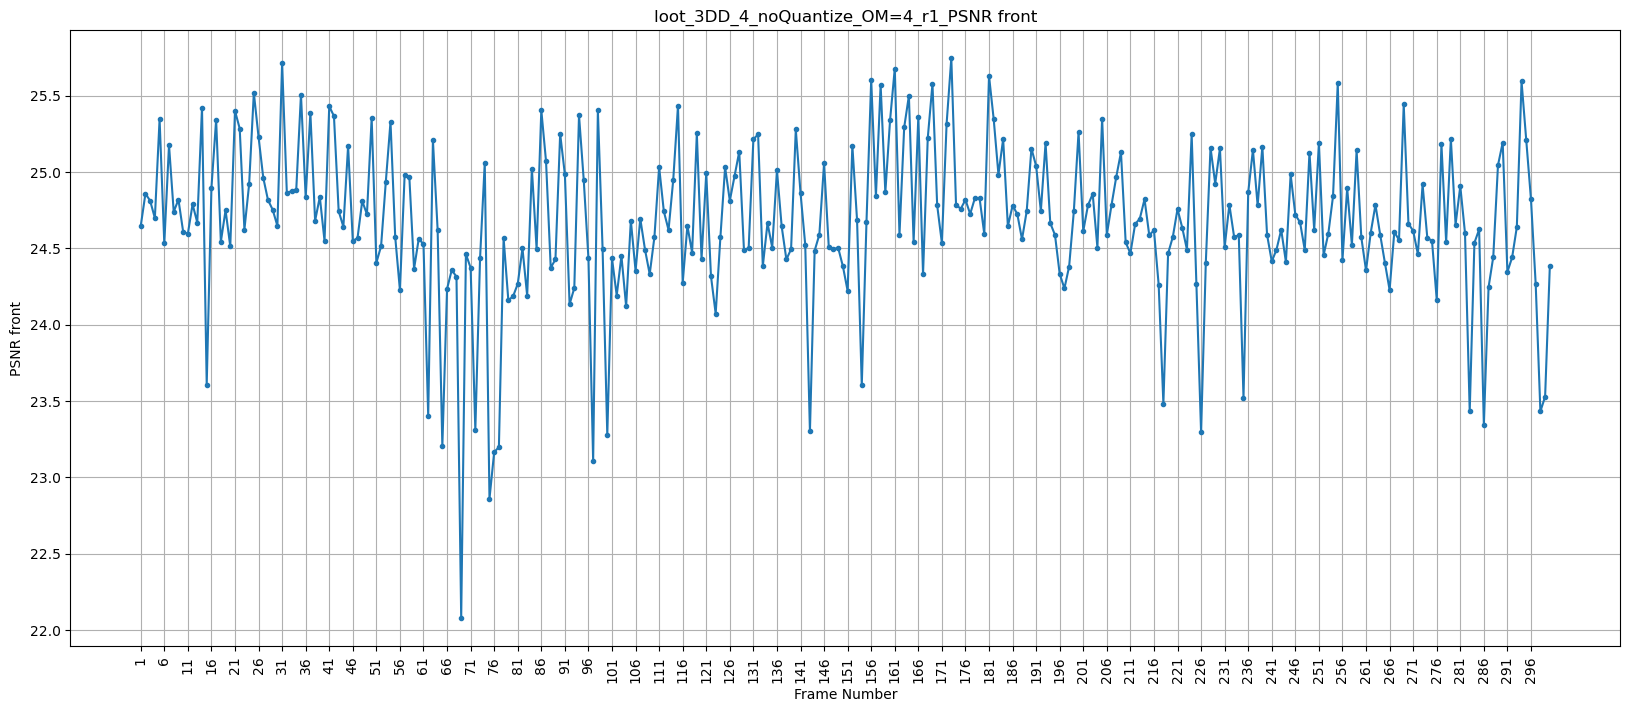 loot_3DD_4_noQuantize_OM=4_r1_PSNR front
PSNR front
25.5
25.0
24.5
24.0
23.5
23.0
22.5
22.0
1 6 11 16 21 26 31 36 41 46 51 56 61 66 71 76 81 86 91 96 101 106 111 116 121 126 131 136 141 146 151 156 161 166 171 176 181 186 191 196 201 206 211 216 221 226 231 236 241 246 251 256 261 266 271 276 281 286 291 296
Frame Number